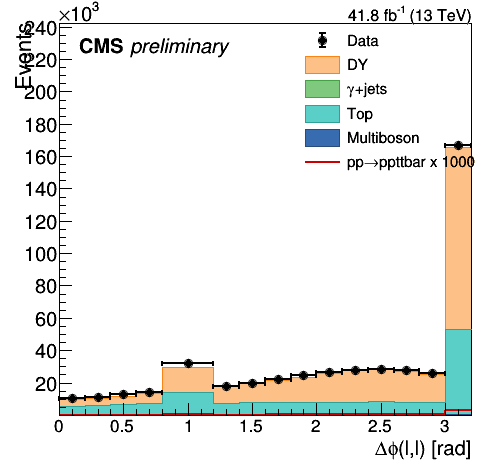 ×10³
41.8 fb⁻¹ (13 TeV)
Events
CMS preliminary
Data
DY
γ+jets
Top
Multiboson
pp→ppttbar x 1000
240
220
200
180
160
140
120
100
80
60
40
20
0 0.5 1 1.5 2 2.5 3
Δϕ(l,l) [rad]